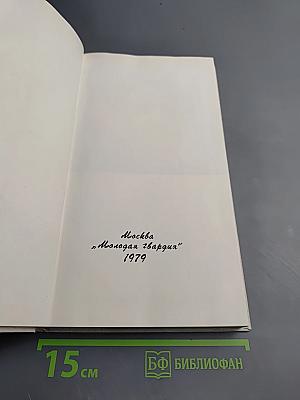 Москва
„Молодая гвардия"
1979
15 см
БФ БИБЛИОФАН